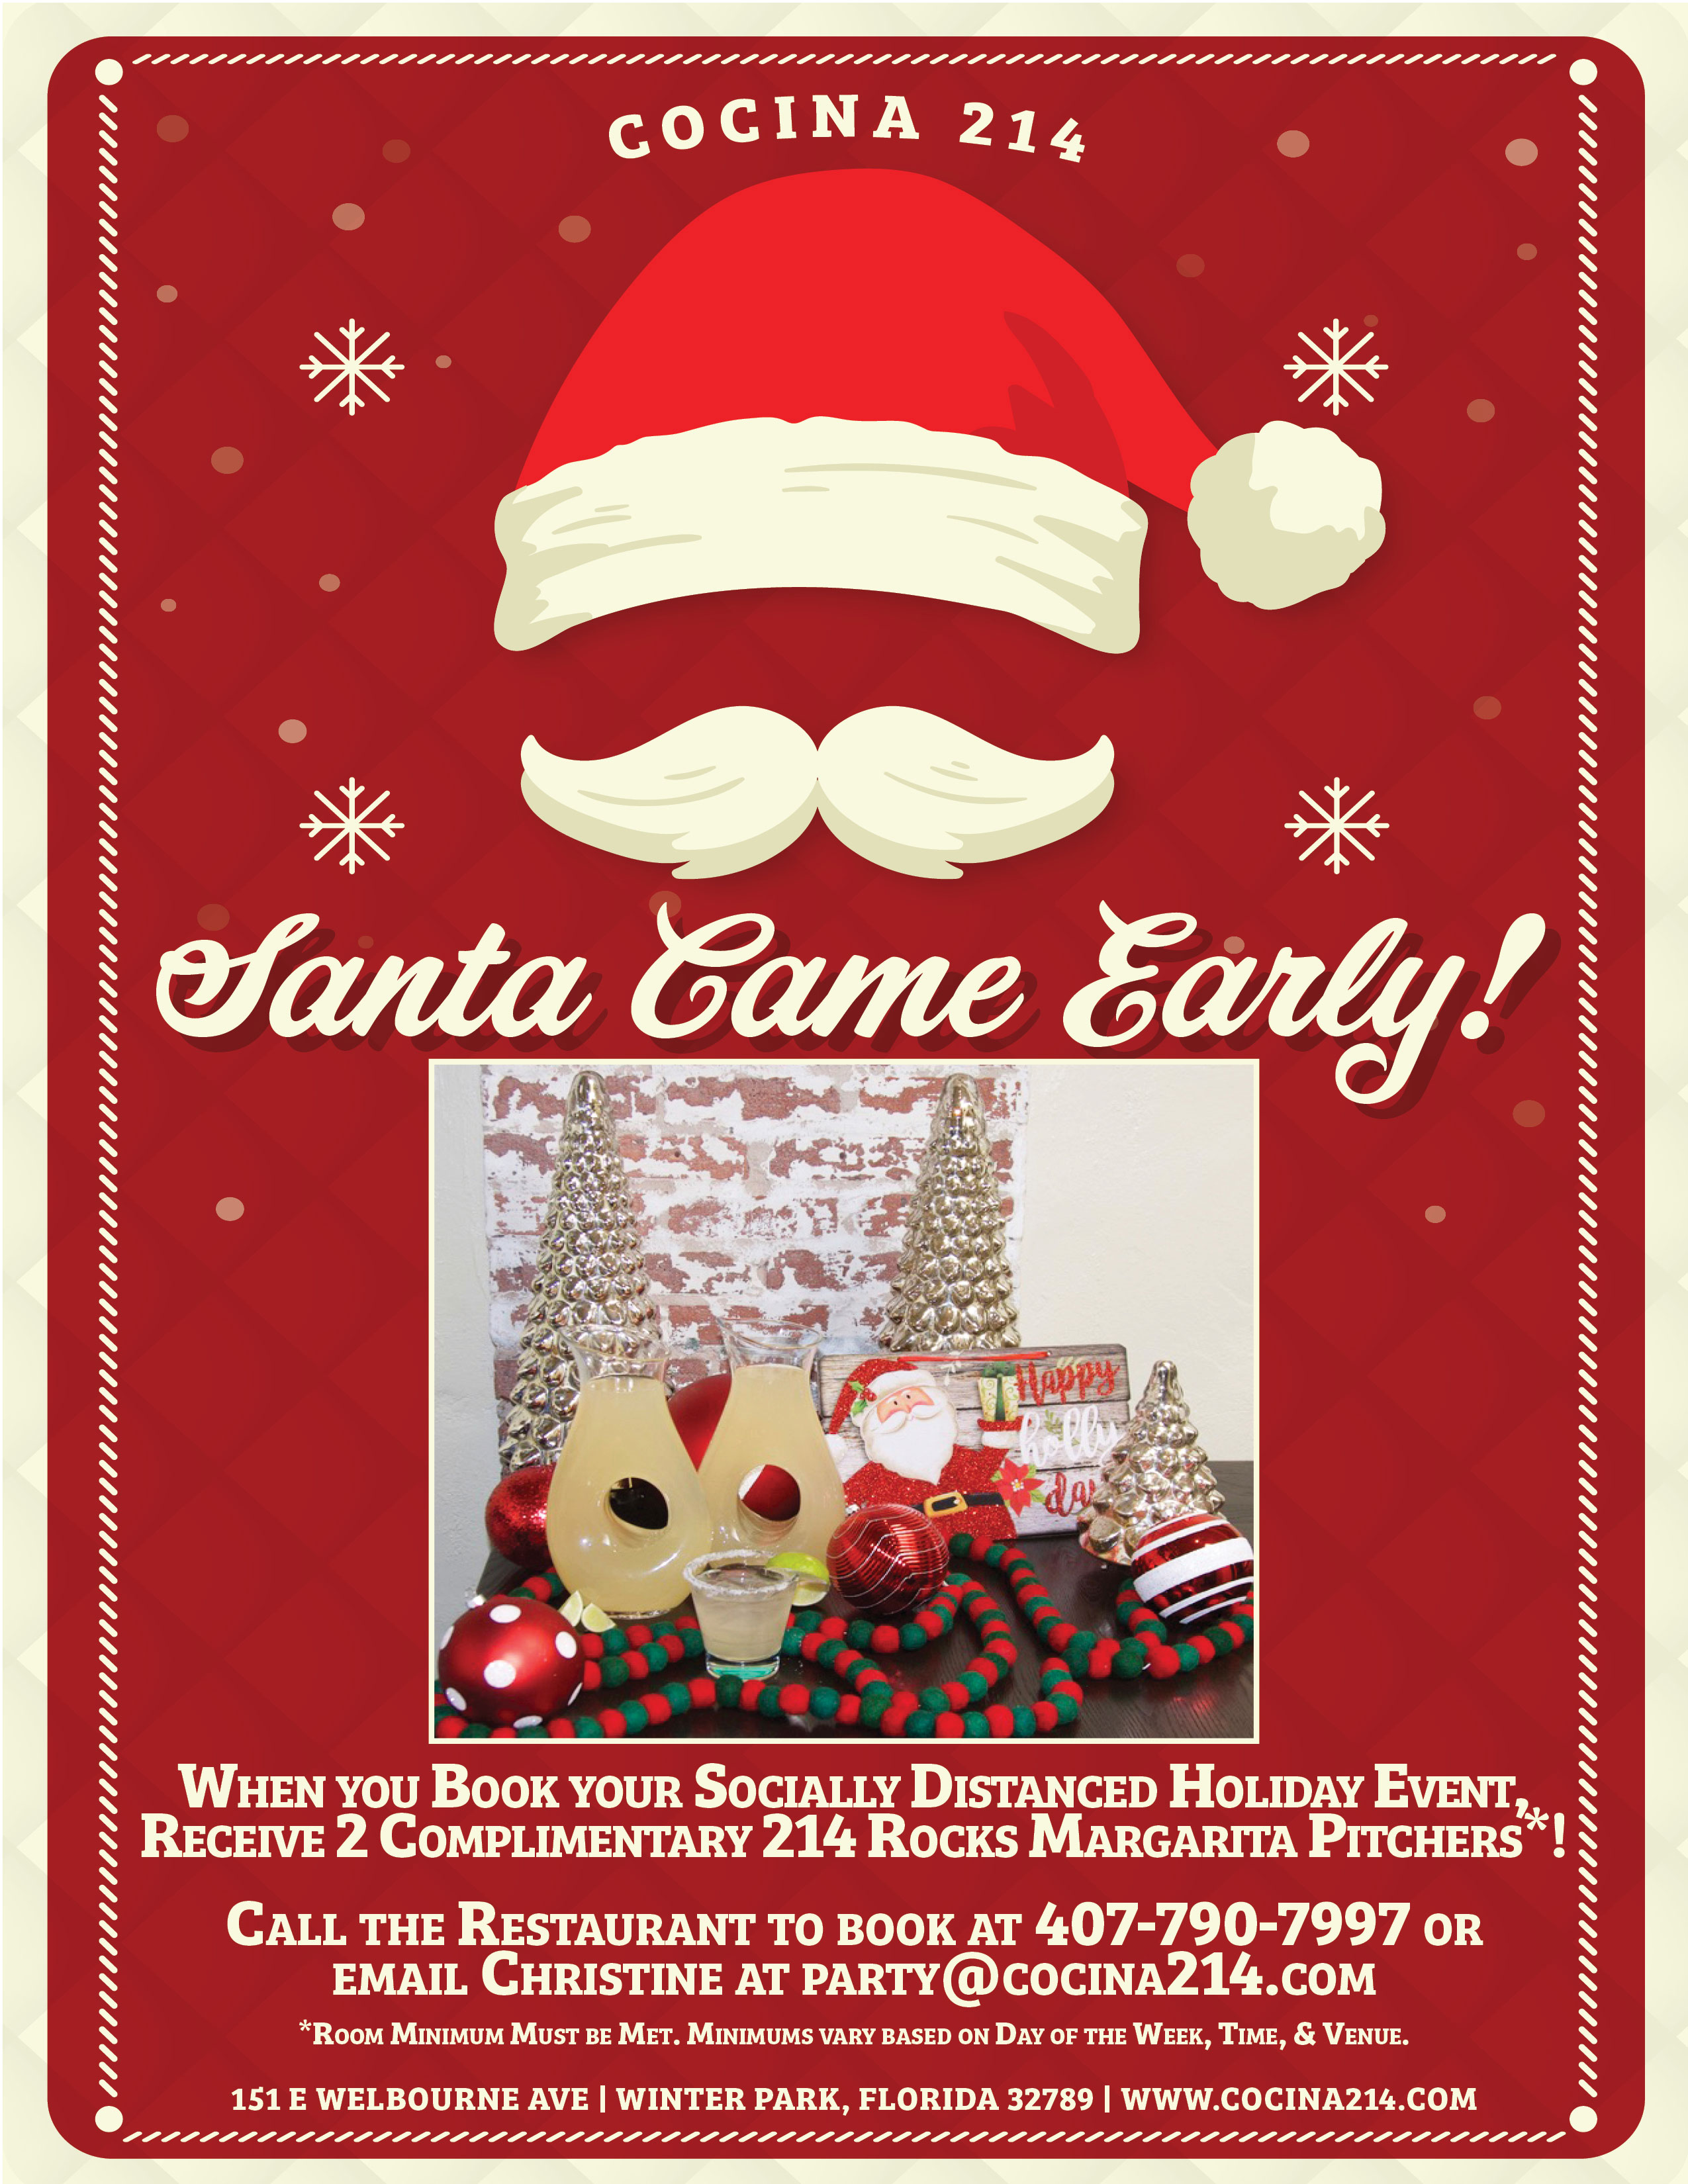 COCINA 214
Santa Came Early!
Happy
holly
WHEN YOU BOOK YOUR SOCIALLY DISTANCED HOLIDAY EVENT,
RECEIVE 2 COMPLIMENTARY 214 ROCKS MARGARITA PITCHERS*!
CALL THE RESTAURANT TO BOOK AT 407-790-7997 OR
EMAIL CHRISTINE AT PARTY@COCINA214.COM
*ROOM MINIMUM MUST BE MET. MINIMUMS VARY BASED ON DAY OF THE WEEK, TIME, & VENUE.
151 E WELBOURNE AVE | WINTER PARK, FLORIDA 32789 | WWW.COCINA214.COM